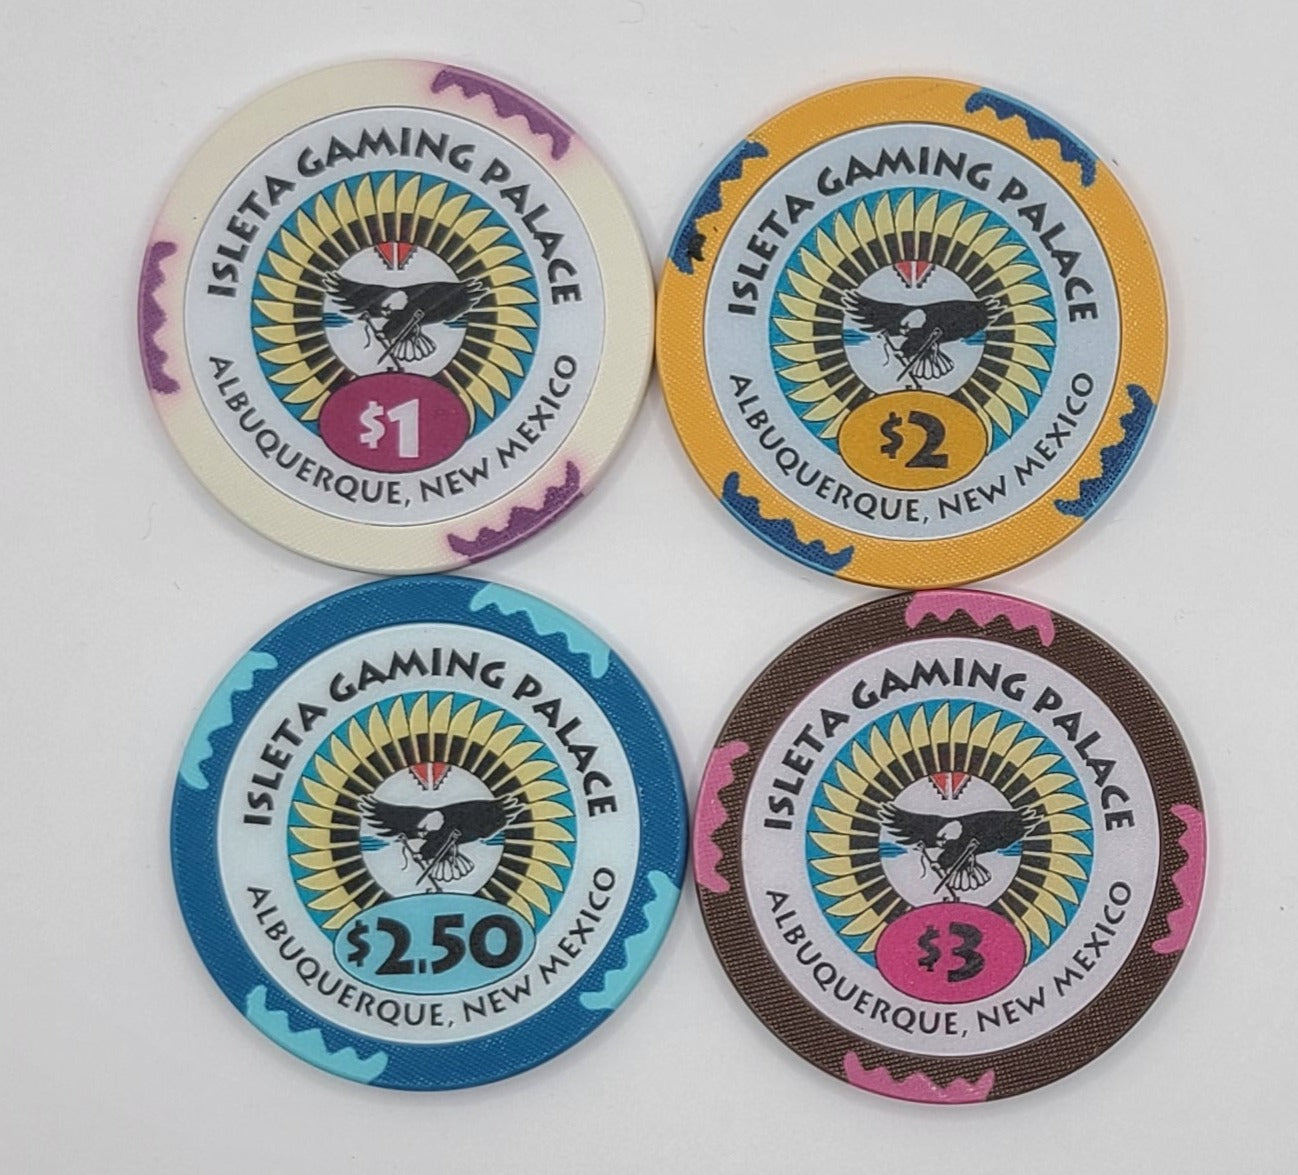 ISLETA GAMING PALACE
$1
ALBUQUERQUE, NEW MEXICO
ISLETA GAMING PALACE
$2
ALBUQUERQUE, NEW MEXICO
ISLETA GAMING PALACE
$2.50
ALBUQUERQUE, NEW MEXICO
ISLETA GAMING PALACE
$3
ALBUQUERQUE, NEW MEXICO